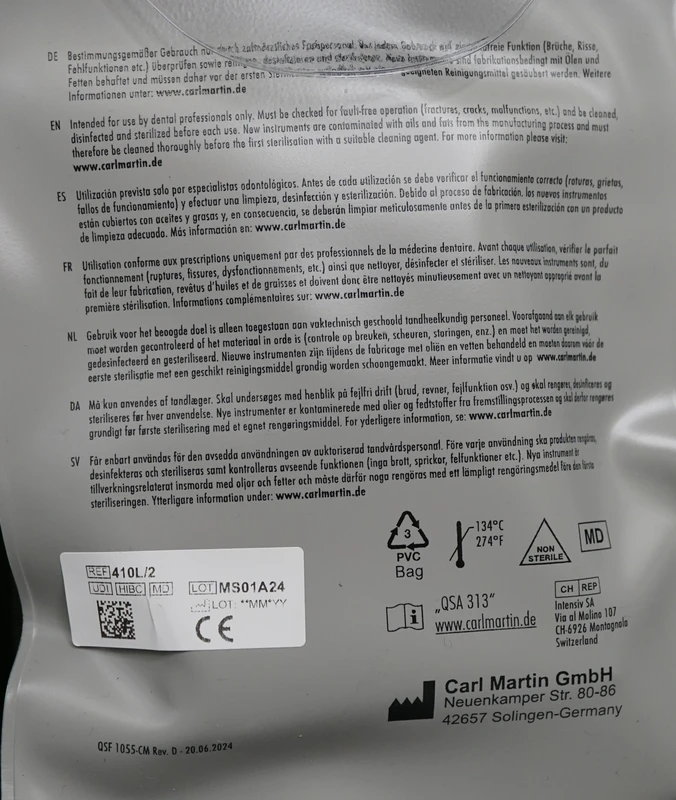 DE Bestimmungsgemäßer Gebrauch nur durch zahnärztliches Fachpersonal. Vor jedem Gebrauch auf freie Funktion (Brüche, Risse,
Fehlfunktionen etc.) überprüfen sowie desinfizieren und sterilisieren. Neue sind fabrikationsbedingt mit Ölen und
Fetten behaftet und müssen daher vor der ersten geeigneten Reinigungsmittel gesäubert werden. Weitere
Informationen unter: www.carlmartin.de
EN Intended for use by dental professionals only. Must be checked for fault-free operation (fractures, cracks, malfunctions, etc.) and be cleaned,
disinfected and sterilized before each use. New instruments are contaminated with oils and fats from the manufacturing process and must
therefore be cleaned thoroughly before the first sterilisation with a suitable cleaning agent. For more information please visit:
www.carlmartin.de
ES Utilización prevista solo por especialistas odontológicos. Antes de cada utilización se debe verificar el funcionamiento correcto (roturas, grietas,
fallos de funcionamiento) y efectuar una limpieza, desinfección y esterilización. Debido al proceso de fabricación, los nuevos instrumentos
están cubiertos con aceites y grasas y, en consecuencia, se deberán limpiar meticulosamente antes de la primera esterilización con un producto
de limpieza adecuado. Más información en: www.carlmartin.de
FR Utilisation conforme aux prescriptions uniquement par des professionnels de la médecine dentaire. Avant chaque utilisation, vérifier le parfait
fonctionnement (ruptures, fissures, dysfonctionnements, etc.) ainsi que nettoyer, désinfecter et stériliser. Les nouveaux instruments sont, du
fait de leur fabrication, revêtus d'huiles et de graisses et doivent donc être nettoyés minutieusement avec un nettoyant approprié avant la
première stérilisation. Informations complémentaires sur: www.carlmartin.de
NL Gebruik voor het beoogde doel is alleen toegestaan aan vaktechnisch geschoold tandheelkundig personeel. Voorafgaand aan elk gebruik
moet worden gecontroleerd of het materiaal in orde is (controle op breuken, scheuren, storingen, enz.) en moet het worden gereinigd,
gedesinfecteerd en gesteriliseerd. Nieuwe instrumenten zijn tijdens de fabricage met oliën en vetten behandeld en moeten daarom vóór de
eerste sterilisatie met een geschikt reinigingsmiddel grondig worden schoongemaakt. Meer informatie vindt u op www.carlmartin.de
DA Må kun anvendes af tandlæger. Skal undersøges med henblik på fejlfri drift (brud, revner, fejlfunktion osv.) og skal rengøres, desinficeres og
steriliseres før hver anvendelse. Nye instrumenter er kontaminerede med olier og fedtstoffer fra fremstillingsprocessen og skal derfor rengøres
grundigt før første sterilisering med et egnet rengøringsmiddel. For yderligere information, se: www.carlmartin.de
SV Får enbart användas för den avsedda användningen av auktoriserad tandvårdspersonal. Före varje användning ska produkten rengöras,
desinfekteras och steriliseras samt kontrolleras avseende funktionen (inga brott, sprickor, felfunktioner etc.). Nya instrument är
tillverkningsrelaterat insmorda med oljor och fetter och måste därför noga rengöras med ett lämpligt rengöringsmedel före den första
steriliseringen. Ytterligare information under: www.carlmartin.de
3
PVC
Bag
134°C
274°F
NON
STERILE
MD
REF 410L/2
UDI HIBC MD LOT MS01A24
LOT: **MM*YY
CE
„QSA 313“
www.carlmartin.de
CH REP
Intensiv SA
Via al Molino 107
CH-6926 Montagnola
Switzerland
Carl Martin GmbH
Neuenkamper Str. 80-86
42657 Solingen-Germany
QSF 1055-CM Rev. D - 20.06.2024